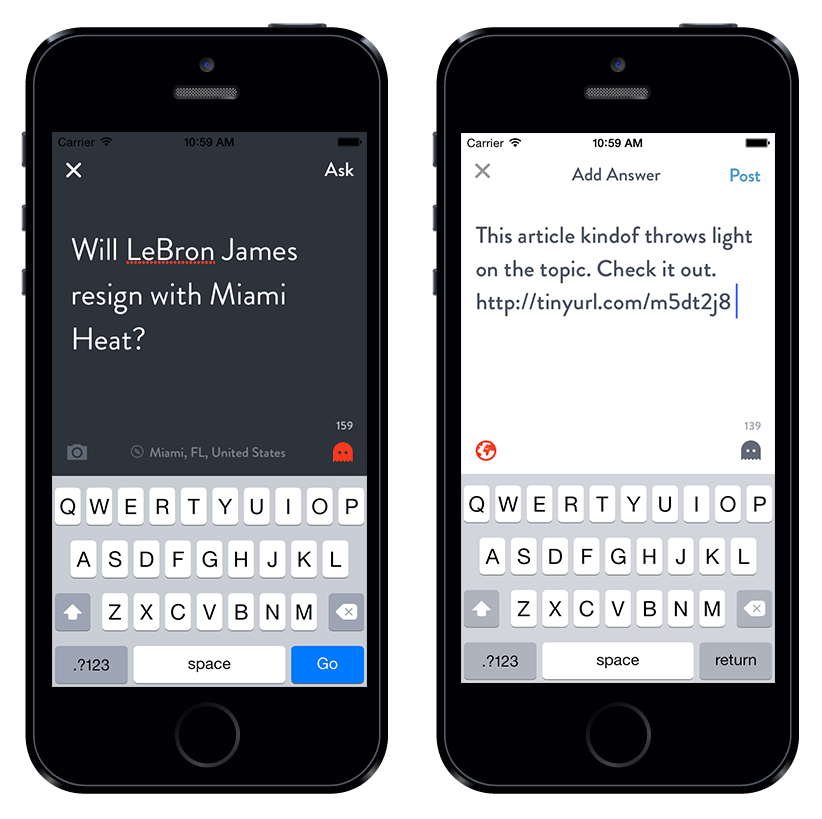 Carrier 10:59 AM
Ask
Will LeBron James
resign with Miami
Heat?
159
Miami, FL, United States
Q W E R T Y U I O P
A S D F G H J K L
Z X C V B N M
.?123 space Go
Carrier 10:59 AM
Add Answer Post
This article kindof throws light
on the topic. Check it out.
http://tinyurl.com/m5dt2j8
139
Q W E R T Y U I O P
A S D F G H J K L
Z X C V B N M
.?123 space return